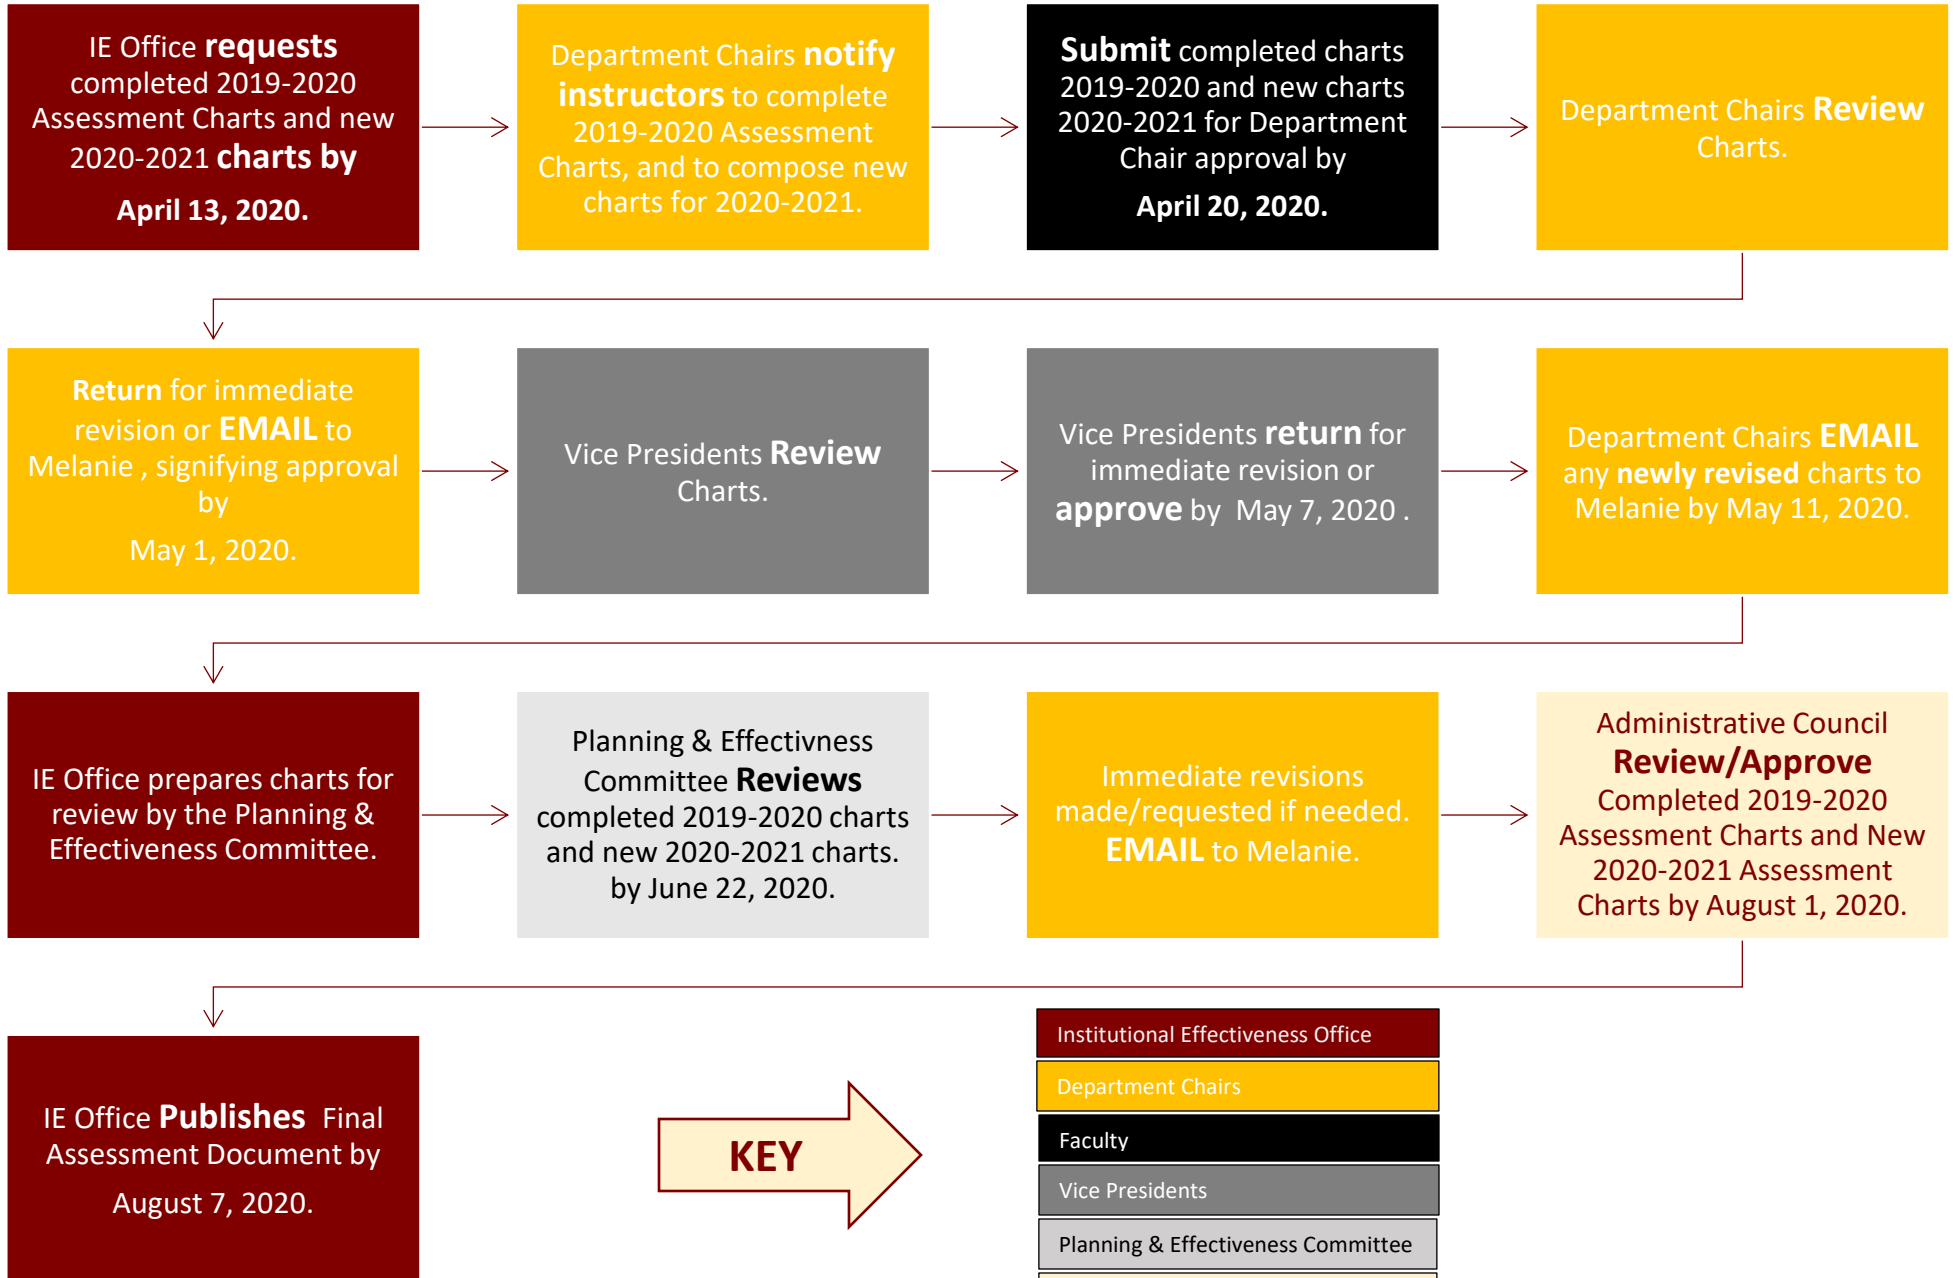 IE Office requests
completed 2019-2020
Assessment Charts and new
2020-2021 charts by
April 13, 2020.
Department Chairs notify
instructors to complete
2019-2020 Assessment
Charts, and to compose new
charts for 2020-2021.
Submit completed charts
2019-2020 and new charts
2020-2021 for Department
Chair approval by
April 20, 2020.
Department Chairs Review
Charts.
Return for immediate
revision or EMAIL to
Melanie , signifying approval
by
May 1, 2020.
Vice Presidents Review
Charts.
Vice Presidents return for
immediate revision or
approve by May 7, 2020 .
Department Chairs EMAIL
any newly revised charts to
Melanie by May 11, 2020.
IE Office prepares charts for
review by the Planning &
Effectiveness Committee.
Planning & Effectivness
Committee Reviews
completed 2019-2020 charts
and new 2020-2021 charts.
by June 22, 2020.
Immediate revisions
made/requested if needed.
EMAIL to Melanie.
Administrative Council
Review/Approve
Completed 2019-2020
Assessment Charts and New
2020-2021 Assessment
Charts by August 1, 2020.
IE Office Publishes Final
Assessment Document by
August 7, 2020.
KEY
Institutional Effectiveness Office
Department Chairs
Faculty
Vice Presidents
Planning & Effectiveness Committee